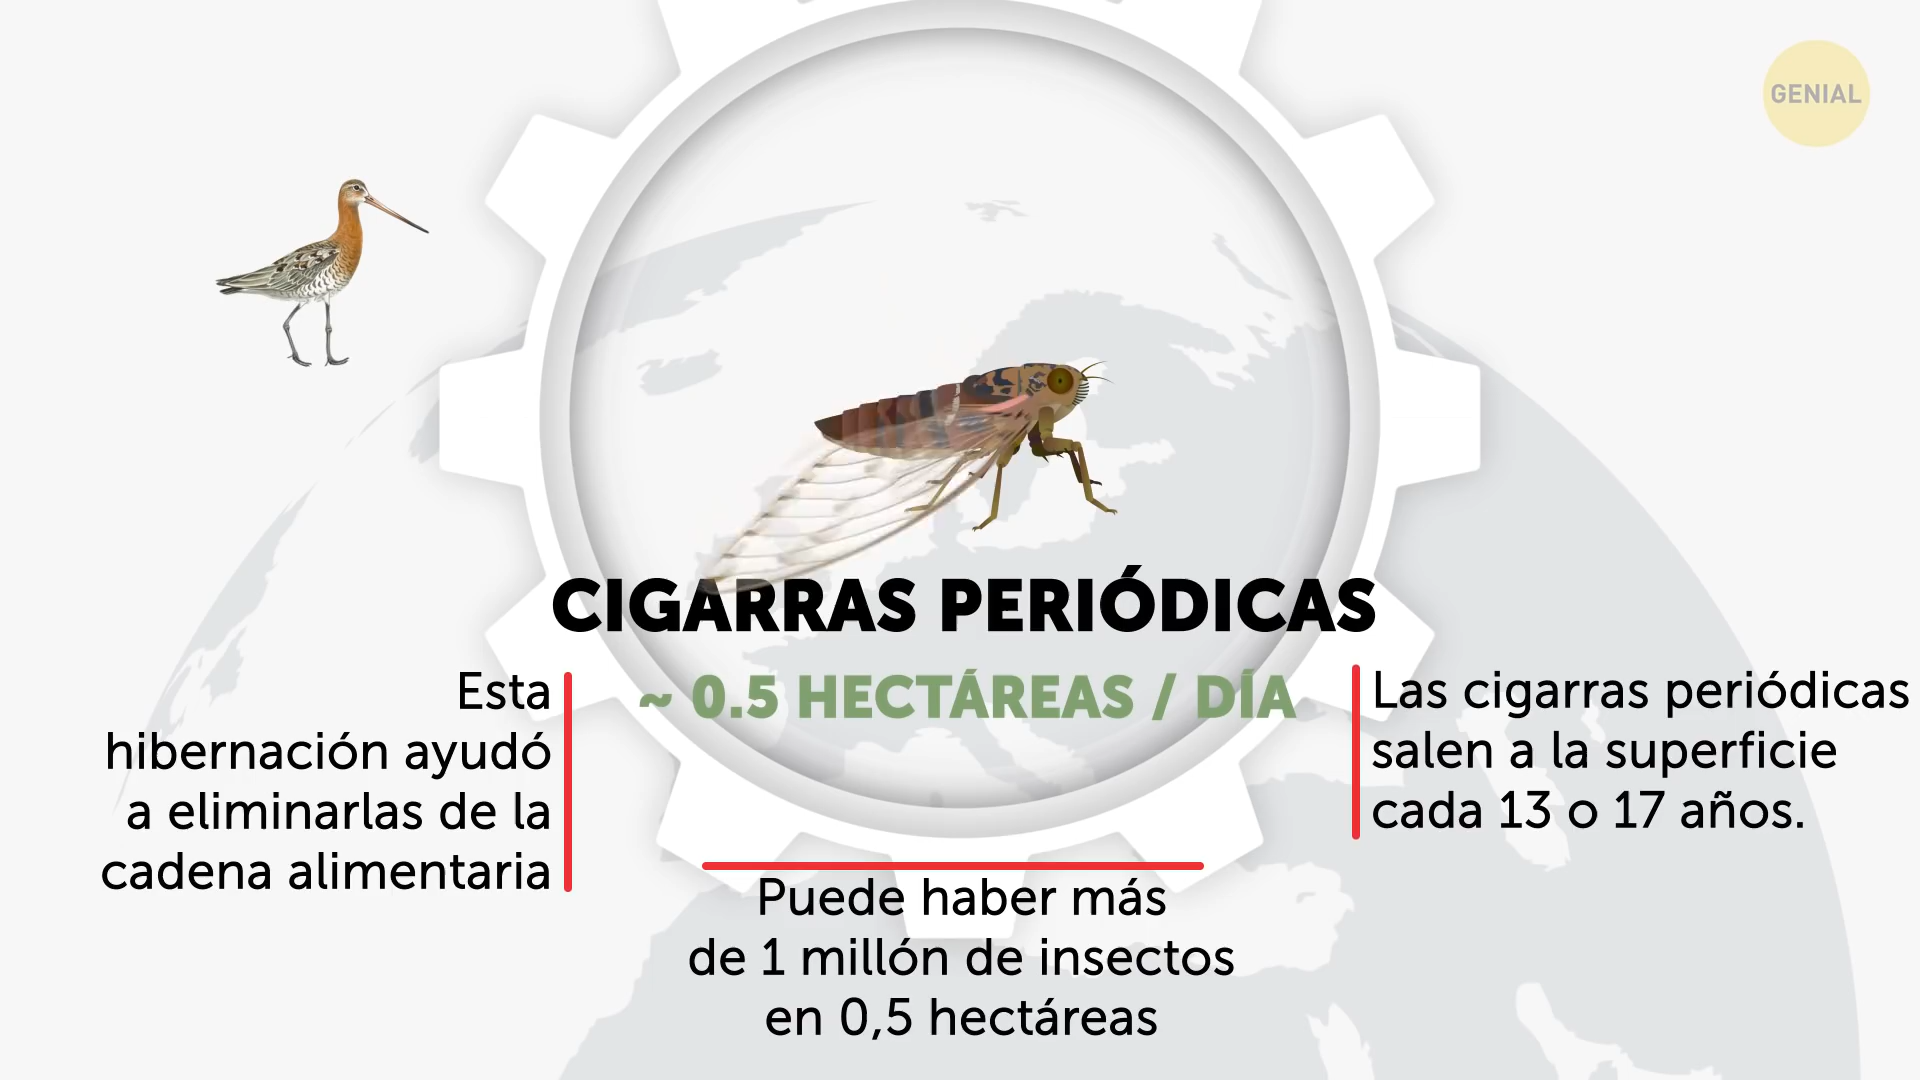 GENIAL
CIGARRAS PERIÓDICAS
~ 0.5 HECTÁREAS / DÍA
Esta
hibernación ayudó
a eliminarlas de la
cadena alimentaria
Las cigarras periódicas
salen a la superficie
cada 13 o 17 años.
Puede haber más
de 1 millón de insectos
en 0,5 hectáreas